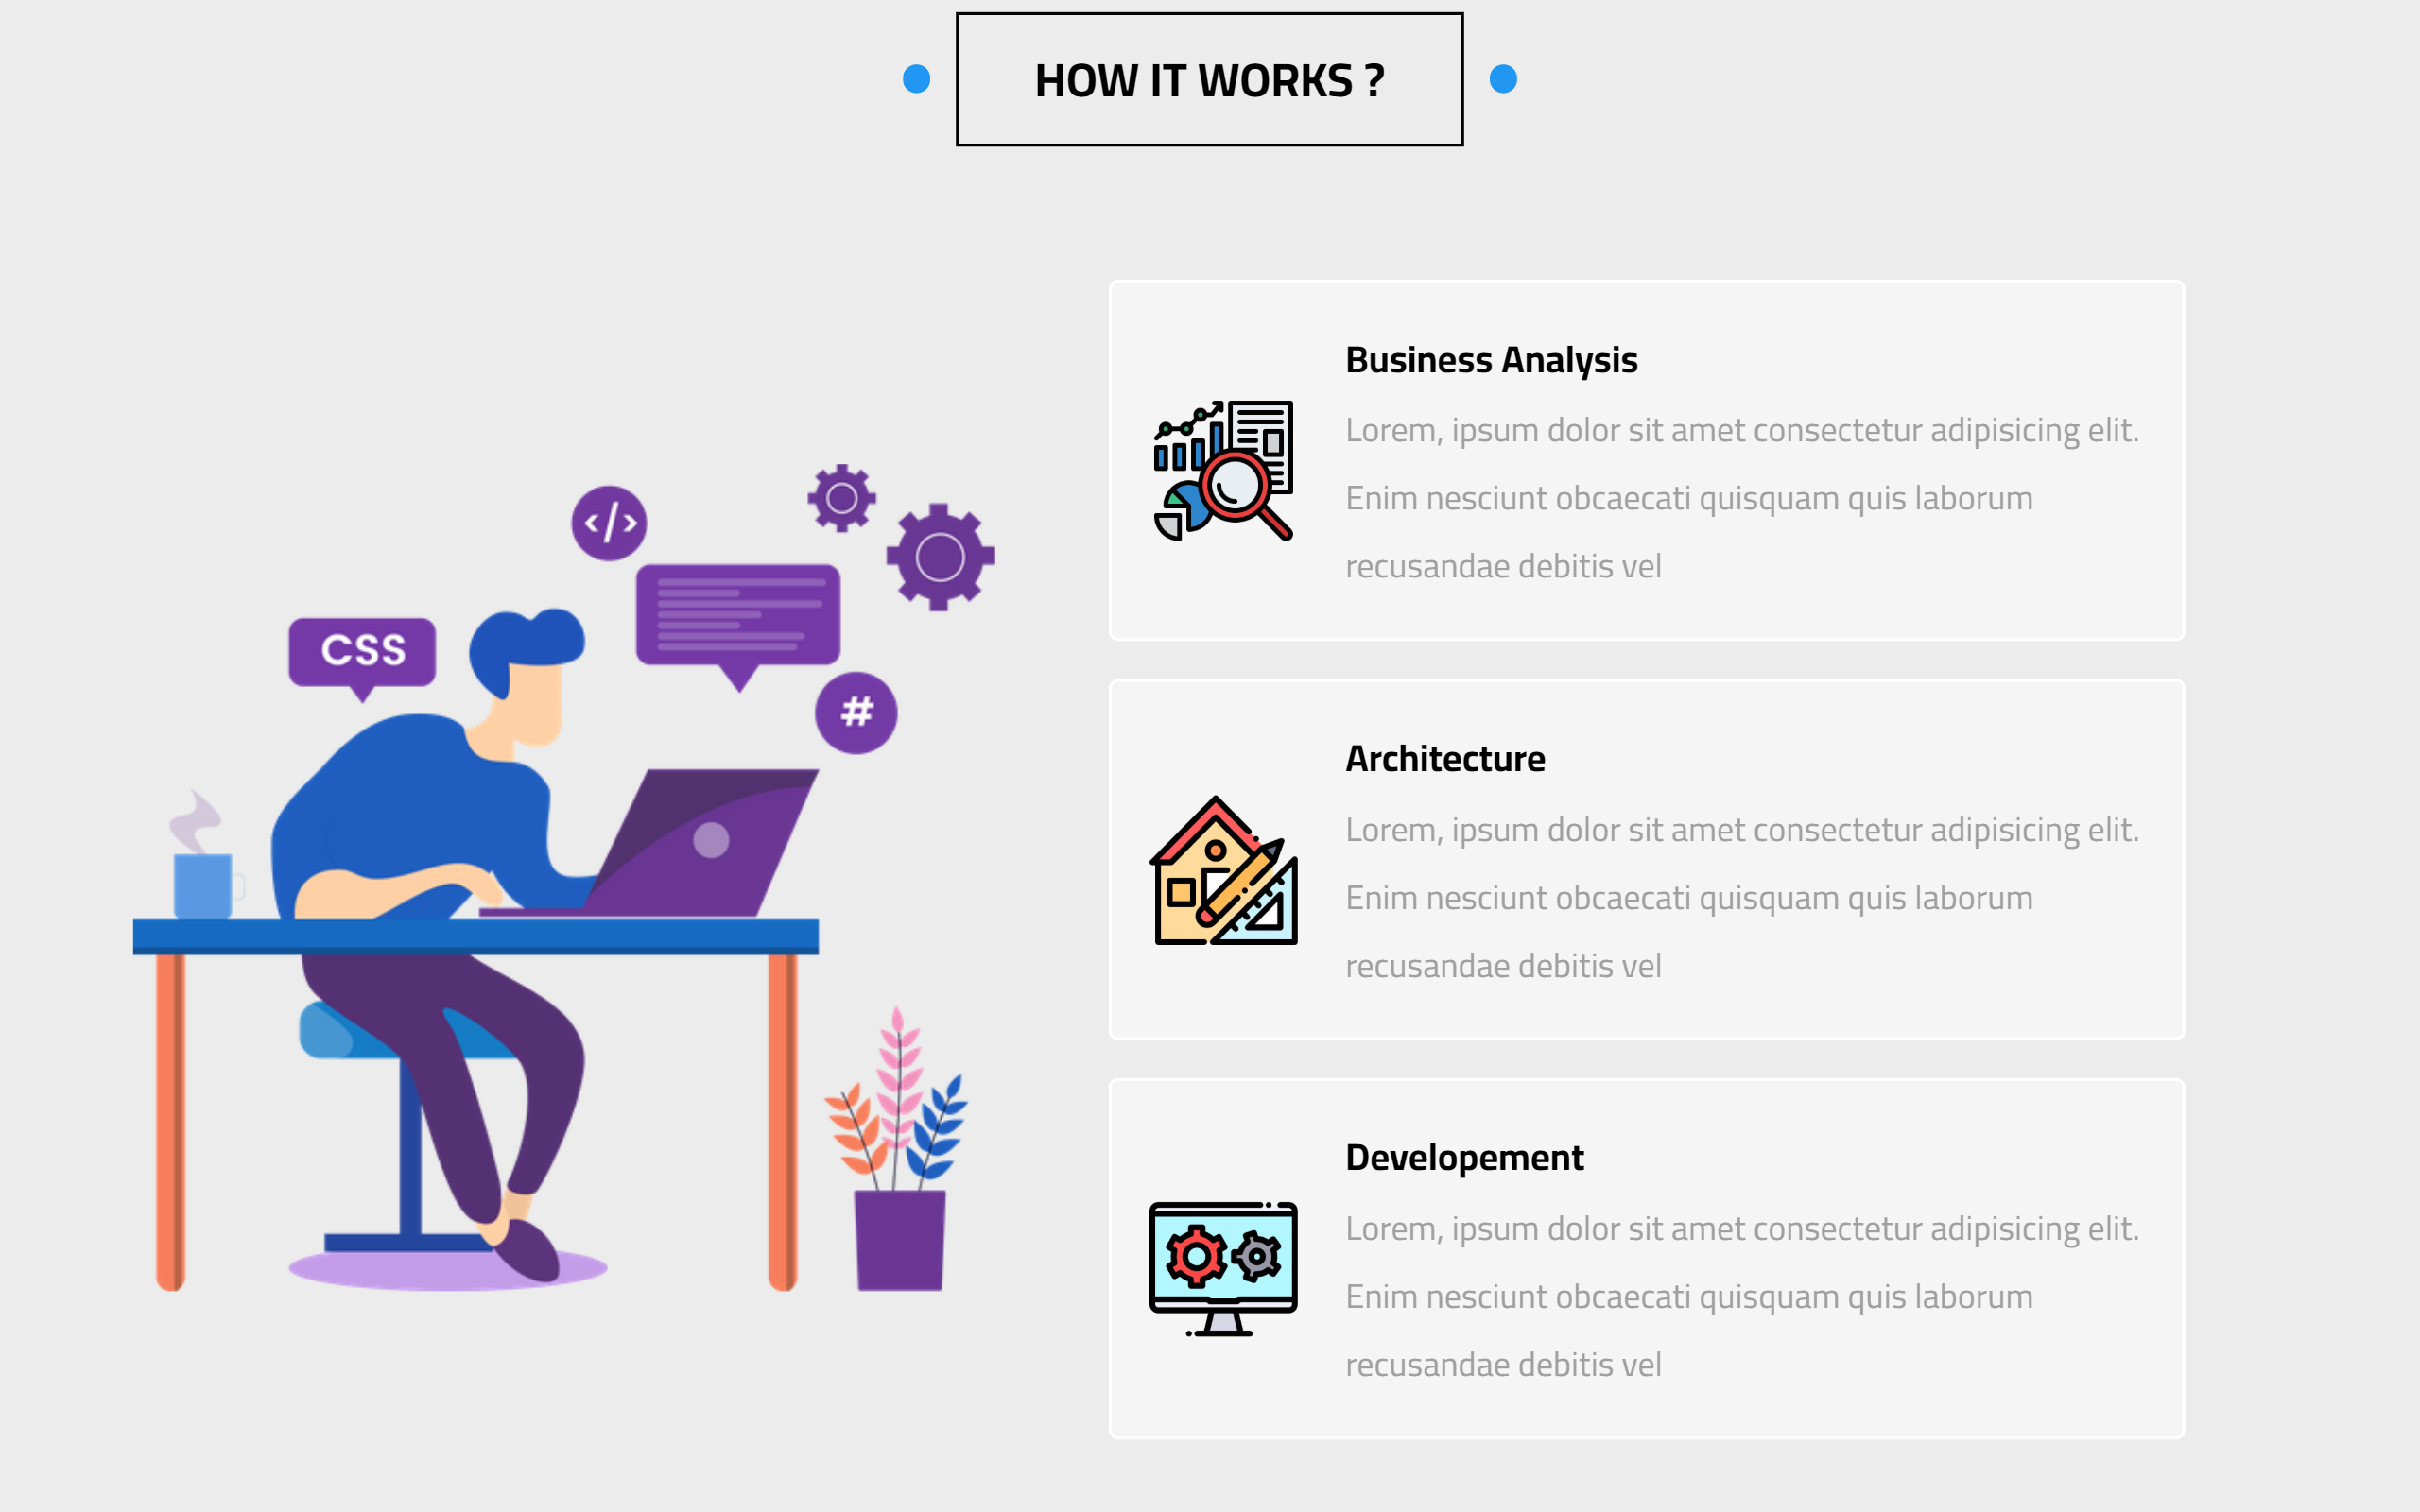 HOW IT WORKS ?
</>
CSS
#
Business Analysis
Lorem, ipsum dolor sit amet consectetur adipisicing elit.
Enim nesciunt obcaecati quisquam quis laborum
recusandae debitis vel
Architecture
Lorem, ipsum dolor sit amet consectetur adipisicing elit.
Enim nesciunt obcaecati quisquam quis laborum
recusandae debitis vel
Developement
Lorem, ipsum dolor sit amet consectetur adipisicing elit.
Enim nesciunt obcaecati quisquam quis laborum
recusandae debitis vel